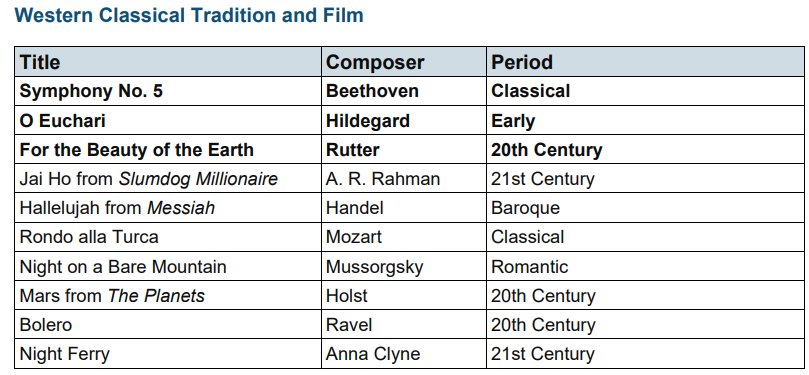 Western Classical Tradition and Film
Title Composer Period
Symphony No. 5 Beethoven Classical
O Euchari Hildegard Early
For the Beauty of the Earth Rutter 20th Century
Jai Ho from Slumdog Millionaire A. R. Rahman 21st Century
Hallelujah from Messiah Handel Baroque
Rondo alla Turca Mozart Classical
Night on a Bare Mountain Mussorgsky Romantic
Mars from The Planets Holst 20th Century
Bolero Ravel 20th Century
Night Ferry Anna Clyne 21st Century